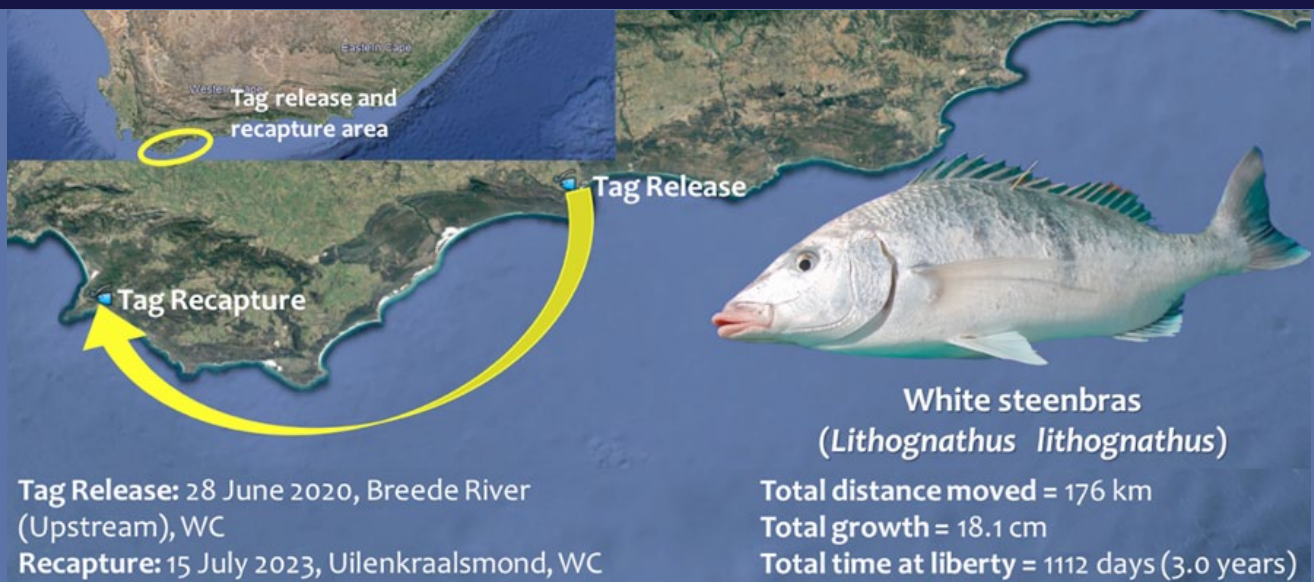 Eastern Cape
Western Cape
Tag release and
recapture area
Tag Release
Tag Recapture
White steenbras
(Lithognathus lithognathus)
Tag Release: 28 June 2020, Breede River
(Upstream), WC
Recapture: 15 July 2023, Uilenkraalsmond, WC
Total distance moved = 176 km
Total growth = 18.1 cm
Total time at liberty = 1112 days (3.0 years)